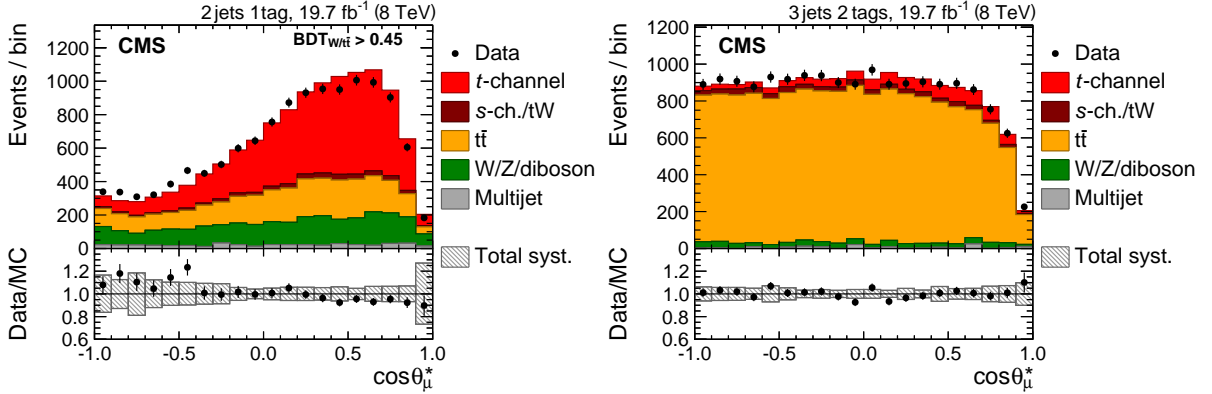 2 jets 1 tag, 19.7 fb⁻¹ (8 TeV)
CMS
BDT_W/tt̄ > 0.45
Events / bin
1200
1000
800
600
400
200
0
Data
t-channel
s-ch./tW
tt̄
W/Z/diboson
Multijet
Data/MC
1.2
1.0
0.8
0.6
Total syst.
-1.0 -0.5 0.0 0.5 1.0
cosθ*_μ
3 jets 2 tags, 19.7 fb⁻¹ (8 TeV)
CMS
Events / bin
1200
1000
800
600
400
200
0
Data
t-channel
s-ch./tW
tt̄
W/Z/diboson
Multijet
Data/MC
1.2
1.0
0.8
0.6
Total syst.
-1.0 -0.5 0.0 0.5 1.0
cosθ*_μ